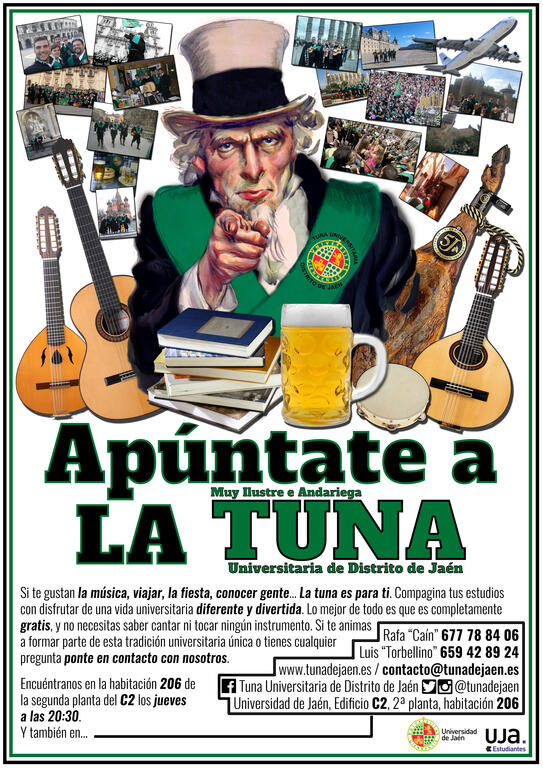 TUNA UNIVERSITARIA
DISTRITO DE JAÉN
Apúntate a
Muy Ilustre e Andariega
LA TUNA
Universitaria de Distrito de Jaén
Si te gustan la música, viajar, la fiesta, conocer gente... La tuna es para ti. Compagina tus estudios
con disfrutar de una vida universitaria diferente y divertida. Lo mejor de todo es que es completamente
gratis, y no necesitas saber cantar ni tocar ningún instrumento. Si te animas
a formar parte de esta tradición universitaria única o tienes cualquier
pregunta ponte en contacto con nosotros.
Encuéntranos en la habitación 206 de
la segunda planta del C2 los jueves
a las 20:30.
Y también en...
Rafa “Caín” 677 78 84 06
Luis “Torbellino” 659 42 89 24
www.tunadejaen.es / contacto@tunadejaen.es
Tuna Universitaria de Distrito de Jaén @tunadejaen
Universidad de Jaén, Edificio C2, 2ª planta, habitación 206
Universidad
de Jaén
uja.
Estudiantes